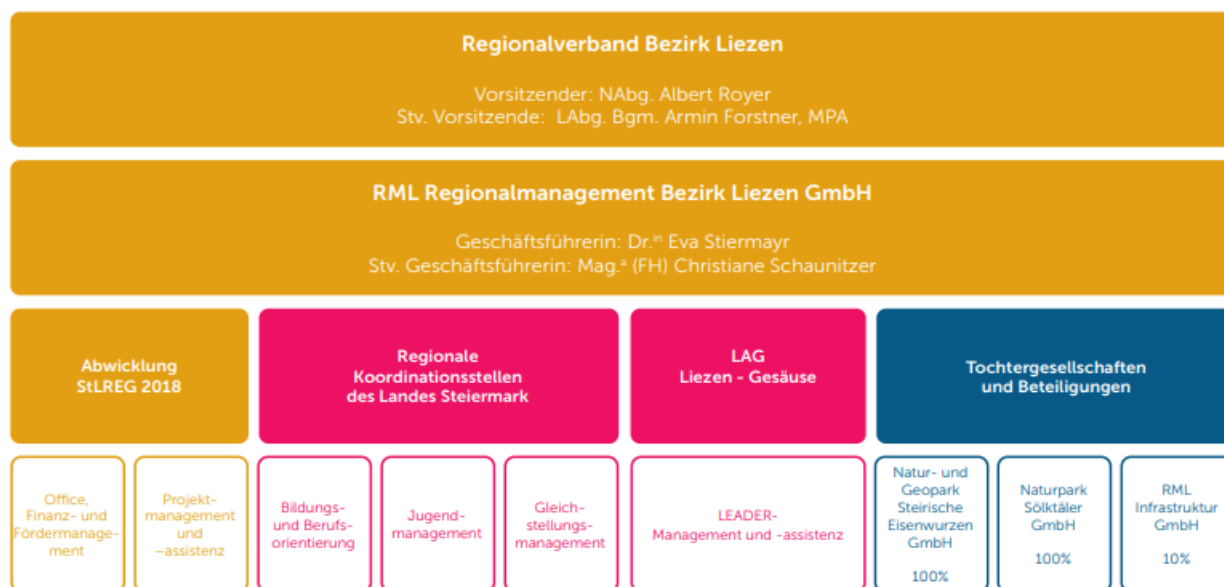 Regionalverband Bezirk Liezen
Vorsitzender: NAbg. Albert Royer
Stv. Vorsitzende:  LAbg. Bgm. Armin Forstner, MPA
RML Regionalmanagement Bezirk Liezen GmbH
Geschäftsführerin: Dr.ⁱⁿ Eva Stiermayr
Stv. Geschäftsführerin: Mag.ᵃ (FH) Christiane Schaunitzer
Abwicklung
StLREG 2018
Regionale
Koordinationsstellen
des Landes Steiermark
LAG
Liezen - Gesäuse
Tochtergesellschaften
und Beteiligungen
Office,
Finanz- und
Fördermanage-
ment
Projekt-
management
und
–assistenz
Bildungs-
und Berufs-
orientierung
Jugend-
management
Gleich-
stellungs-
management
LEADER-
Management und -assistenz
Natur- und
Geopark
Steirische
Eisenwurzen
GmbH
100%
Naturpark
Sölktäler
GmbH
100%
RML
Infrastruktur
GmbH
10%